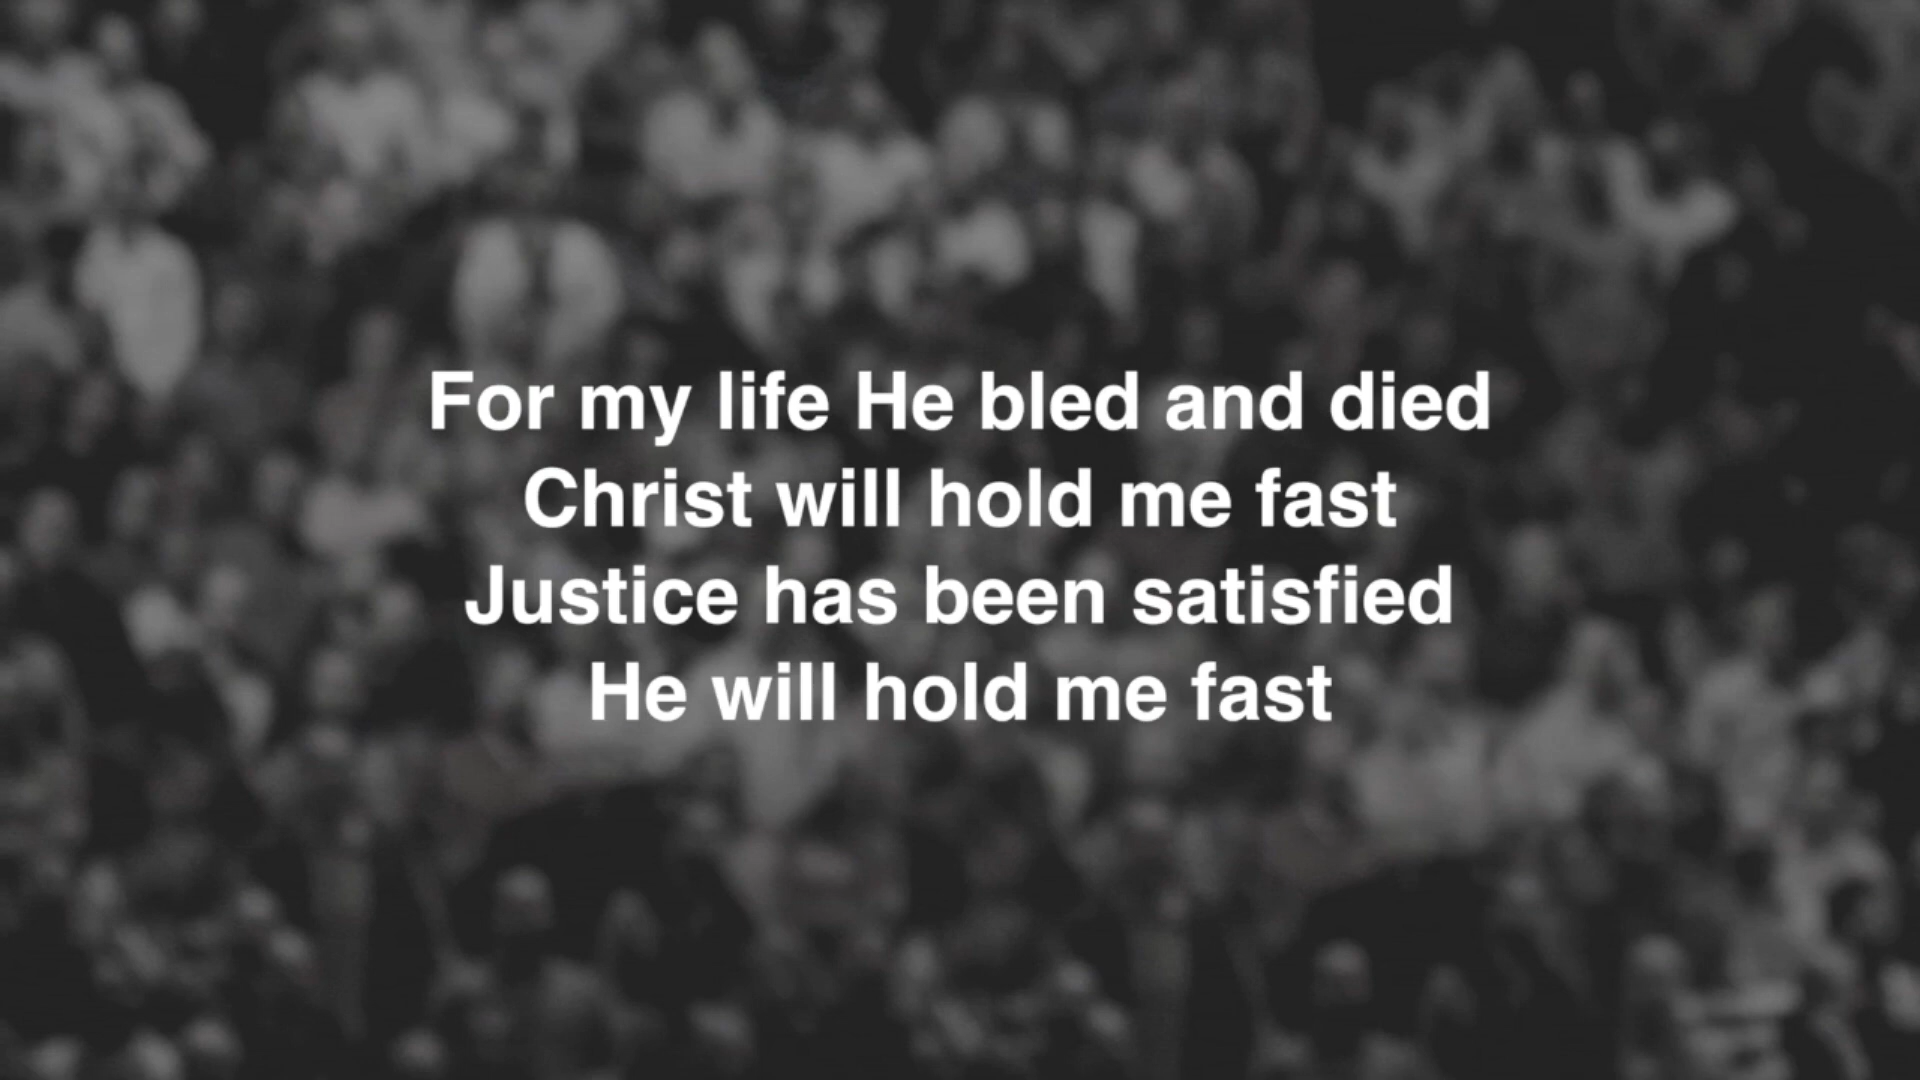 For my life He bled and died
Christ will hold me fast
Justice has been satisfied
He will hold me fast